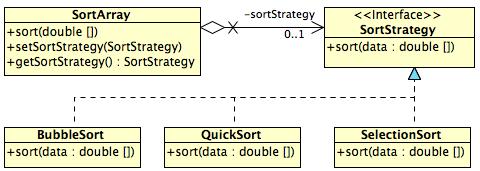 SortArray
+sort(double [])
+setSortStrategy(SortStrategy)
+getSortStrategy() : SortStrategy
-sortStrategy
0..1
<<Interface>>
SortStrategy
+sort(data : double [])
BubbleSort
+sort(data : double [])
QuickSort
+sort(data : double [])
SelectionSort
+sort(data : double [])